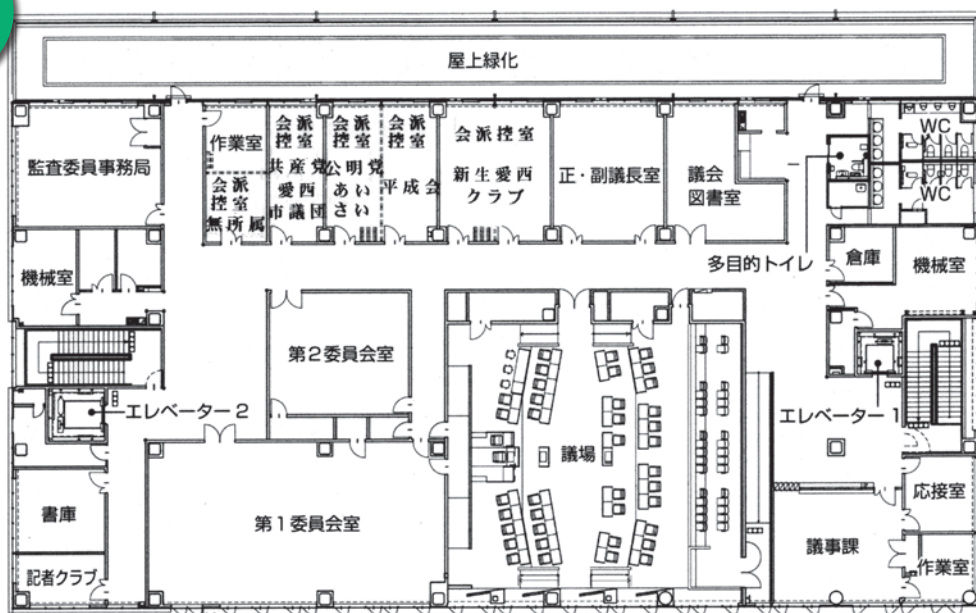 屋上緑化
監査委員事務局
作業室
会派
控室
無所属
会派
控室
共産党
愛西
市議団
会派
控室
公明党
あい
さい
会派
控室
平成会
会派控室
新生愛西
クラブ
正・副議長室
議会
図書室
WC
WC
多目的トイレ
倉庫
機械室
機械室
第2委員会室
エレベーター2
エレベーター1
議場
書庫
第1委員会室
応接室
議事課
作業室
記者クラブ